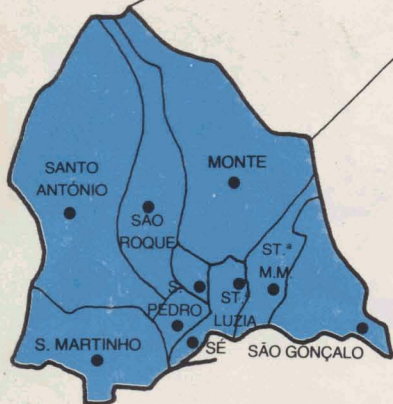 SANTO
ANTÓNIO
SÃO
ROQUE
MONTE
ST.ª
M.M.
S.
PEDRO
ST.ª
LUZIA
S. MARTINHO
SÉ
SÃO GONÇALO